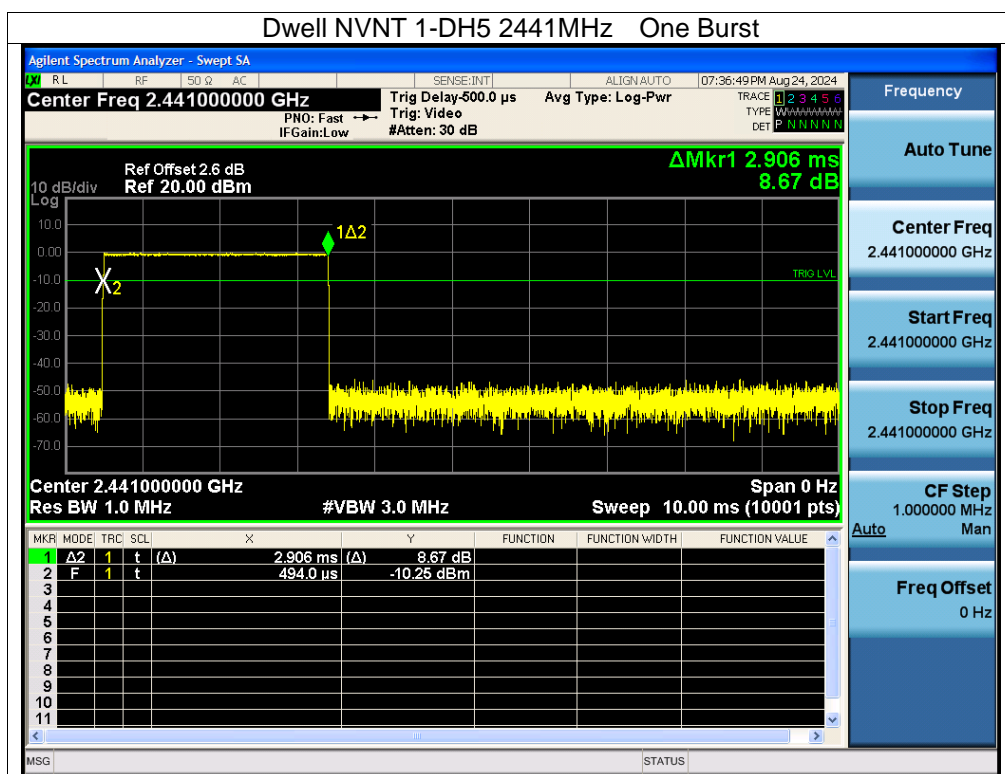 Dwell NVNT 1-DH5 2441MHz One Burst
Agilent Spectrum Analyzer - Swept SA
LXI RL RF 50 Ω AC SENSE:INT ALIGN AUTO 07:36:49 PM Aug 24, 2024
Center Freq 2.441000000 GHz
PNO: Fast
IFGain:Low
Trig Delay-500.0 µs
Trig: Video
#Atten: 30 dB
Avg Type: Log-Pwr
TRACE 1 2 3 4 5 6
TYPE WWWWWW
DET P N N N N N
Ref Offset 2.6 dB
10 dB/div Ref 20.00 dBm
Log
ΔMkr1 2.906 ms
8.67 dB
10.0
0.00
-10.0
-20.0
-30.0
-40.0
-50.0
-60.0
-70.0
1Δ2
2
TRIG LVL
Center 2.441000000 GHz Span 0 Hz
Res BW 1.0 MHz #VBW 3.0 MHz Sweep 10.00 ms (10001 pts)
MKR MODE TRC SCL X Y FUNCTION FUNCTION WIDTH FUNCTION VALUE
1 Δ2 1 t (Δ) 2.906 ms (Δ) 8.67 dB
2 F 1 t 494.0 µs -10.25 dBm
3
4
5
6
7
8
9
10
11
MSG STATUS
Frequency
Auto Tune
Center Freq
2.441000000 GHz
Start Freq
2.441000000 GHz
Stop Freq
2.441000000 GHz
CF Step
1.000000 MHz
Auto Man
Freq Offset
0 Hz